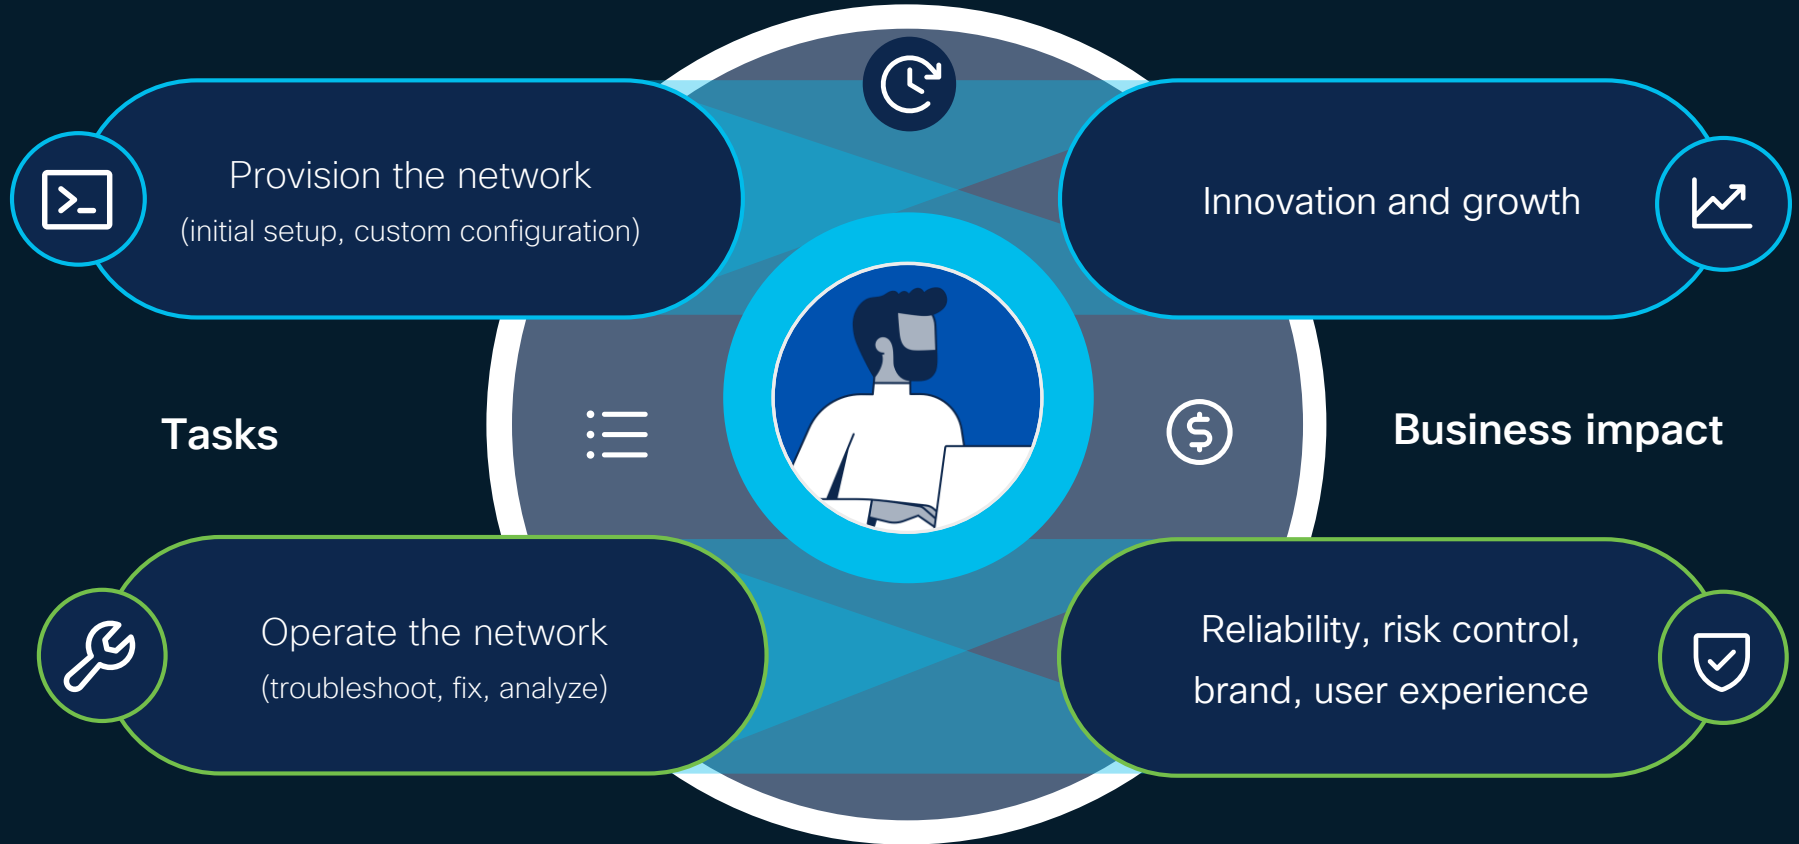 Provision the network
(initial setup, custom configuration)
Innovation and growth
Tasks
Business impact
Operate the network
(troubleshoot, fix, analyze)
Reliability, risk control,
brand, user experience